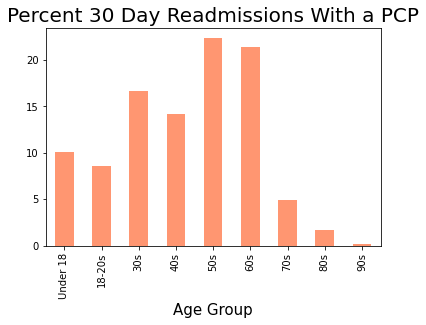 Percent 30 Day Readmissions With a PCP
20
15
10
5
0
Under 18
18-20s
30s
40s
50s
60s
70s
80s
90s
Age Group